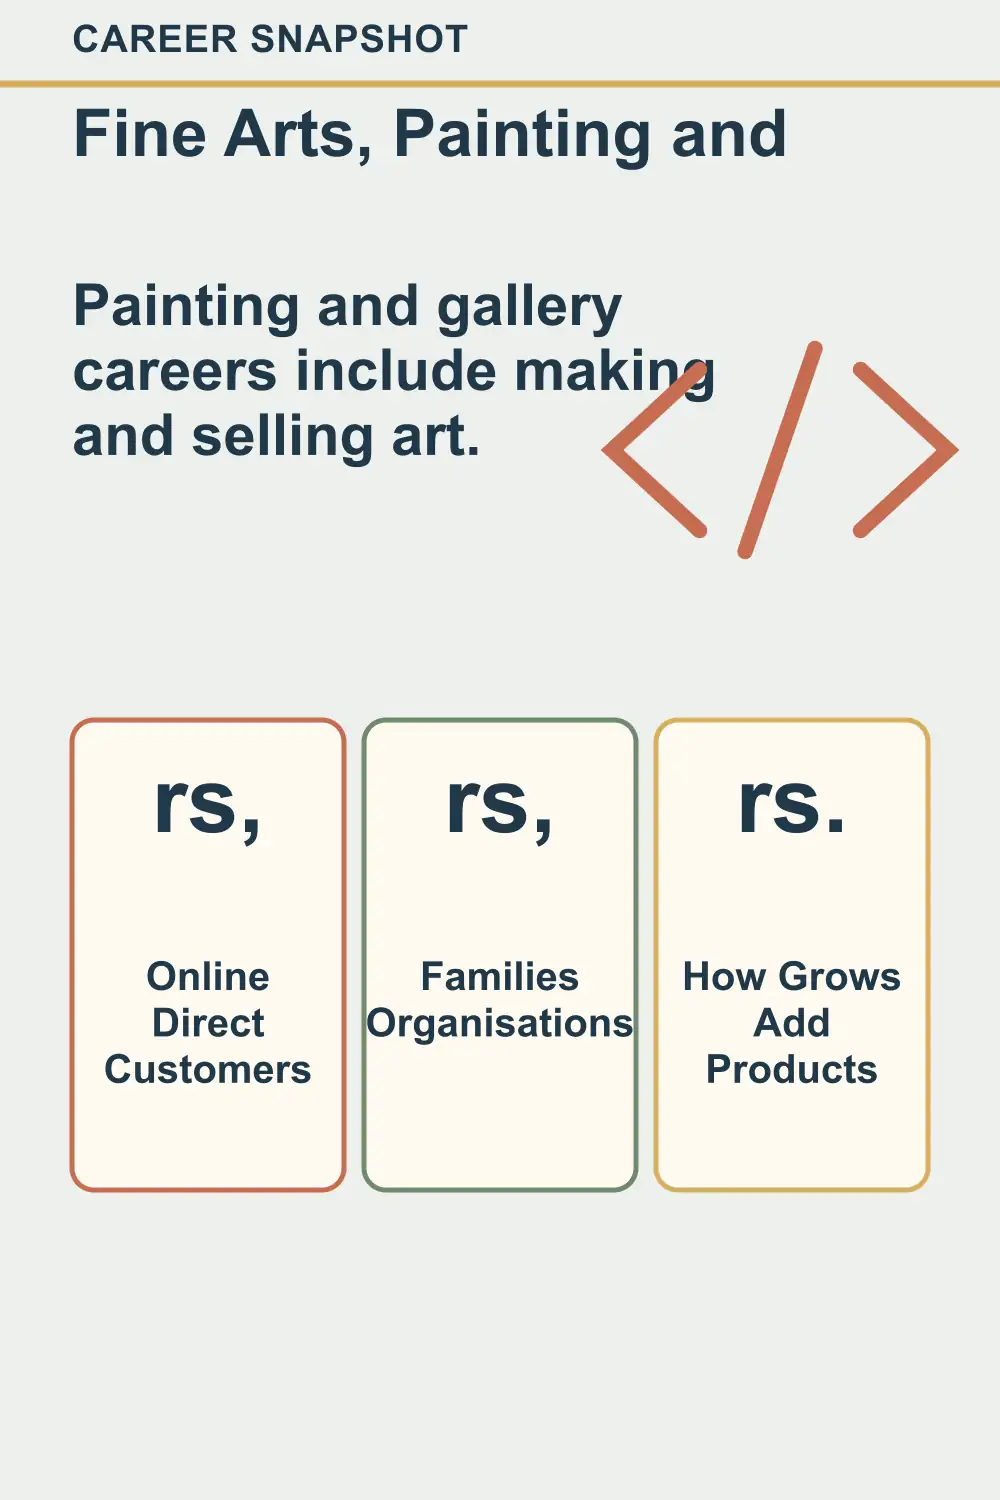 CAREER SNAPSHOT
Fine Arts, Painting and
Painting and gallery
careers include making
and selling art.
rs,
Online
Direct
Customers
rs,
Families
Organisations
rs.
How Grows
Add
Products